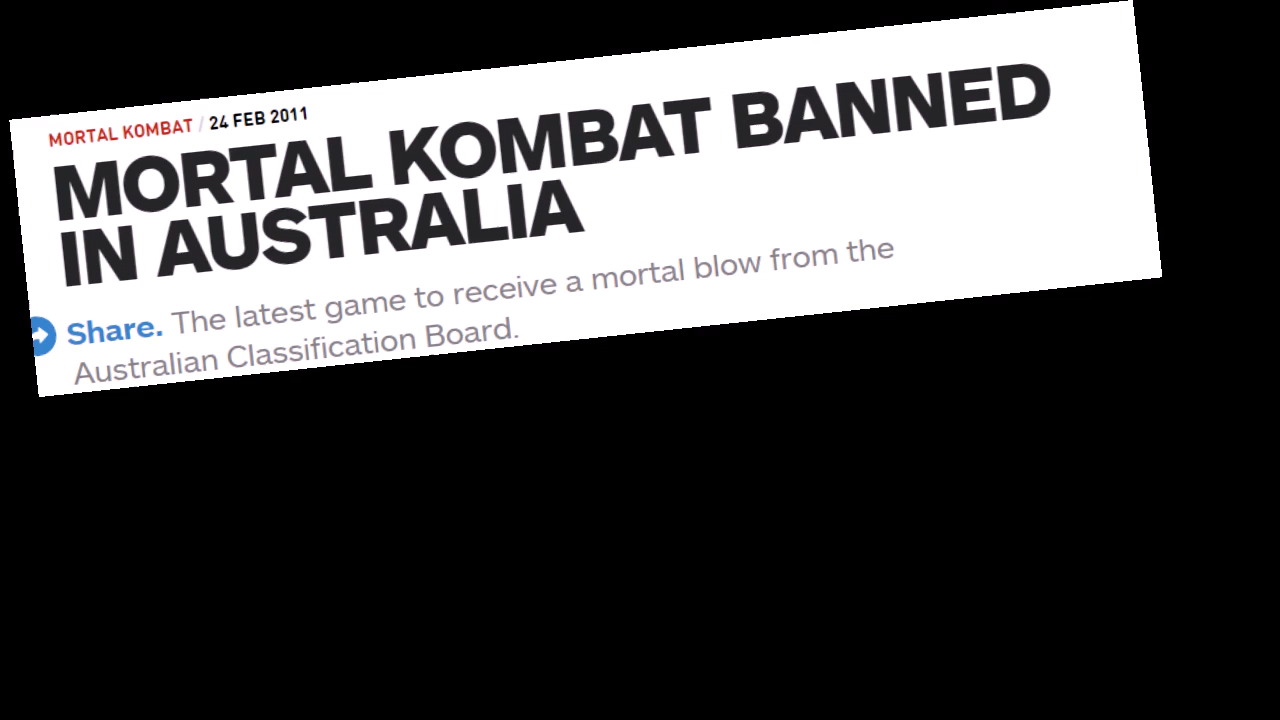 MORTAL KOMBAT / 24 FEB 2011
MORTAL KOMBAT BANNED
IN AUSTRALIA
Share. The latest game to receive a mortal blow from the
Australian Classification Board.